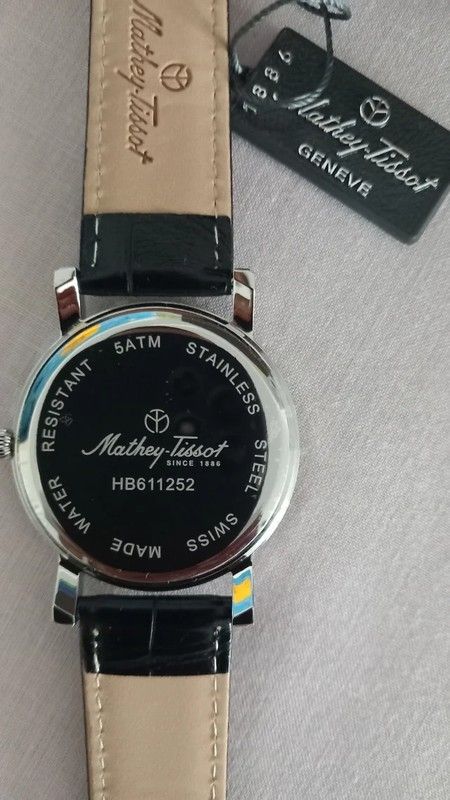 Mathey-Tissot
1886
Mathey-Tissot
GENEVE
WATER RESISTANT 5ATM STAINLESS STEEL SWISS MADE
Mathey-Tissot
SINCE 1886
HB611252